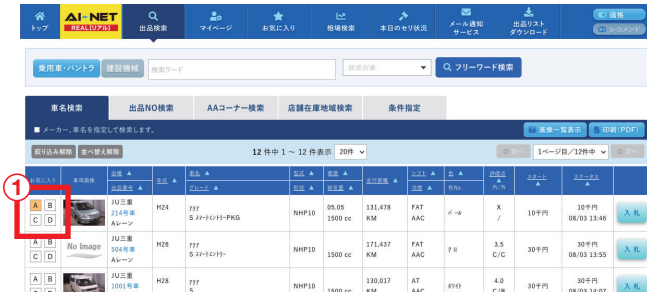 トップ
AI-NET
REAL[リアル]
出品検索
マイページ
お気に入り
相場検索
本日のセリ状況
メール通知
サービス
出品リスト
ダウンロード
価格
レコメンド
乗用車・バントラ 建設機械 検索ワード 検索対象 フリーワード検索
車名検索 出品NO検索 AAコーナー検索 店舗在庫地域検索 条件指定
■ メーカー、車名を指定して検索します。 画像一覧表示 印刷(PDF)
絞り込み解除 並べ替え解除 12 件中 1 ～ 12 件表示 20件 1ページ目/12件中
お気に入り 車両画像 会場 ▲ 年式 ▲ 車名 ▲ 型式 ▲ 車検 ▲ 走行距離 ▲ シフト ▲ 色 ▲ 評価点 ▲ スタート ▲ ステータス ▲
出品番号 ▲ グレード ▲ 形状 ▲ 排気量 ▲ 冷房 ▲ 色No. 内/外
1
A B JU三重 H24 アクア NHP10 05.05 131,478 FAT パール X 10千円 10千円 入札
C D 214号車 S スマートエントリーPKG 1500 cc KM AAC / 08/03 13:46
Aレーン
A B No Image JU三重 H26 アクア NHP10 171,437 FAT クロ 3.5 30千円 30千円 入札
C D 504号車 S スマートエントリー 1500 cc KM AAC C/C 08/03 13:55
Aレーン
A B JU三重 H28 アクア NHP10 130,017 AT ホワイト 4.0 30千円 30千円 入札
C D 1001号車 S 1500 cc KM AAC C/B 08/03 14:07